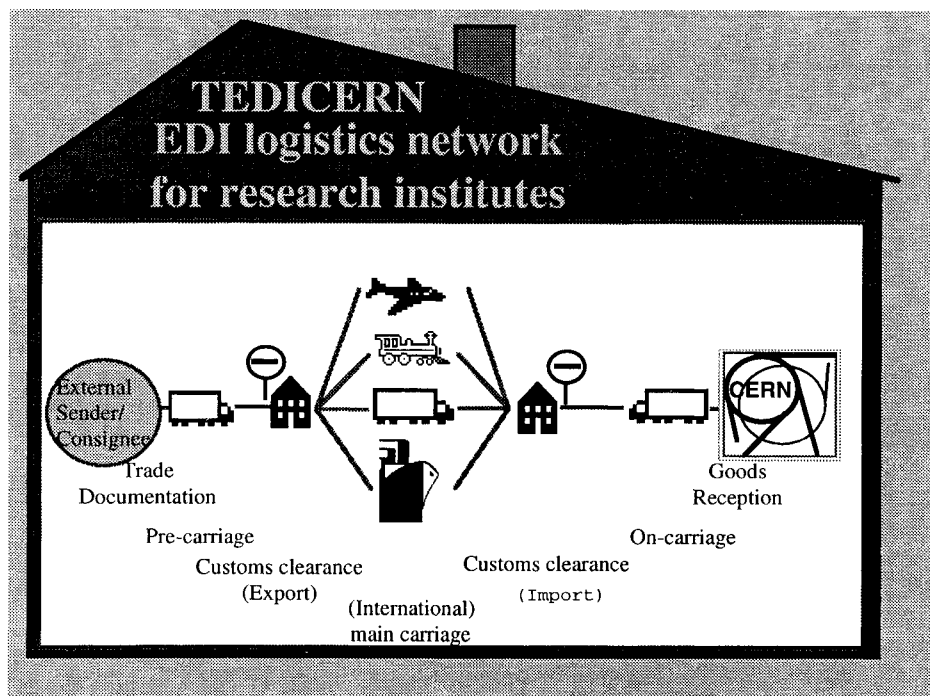 TEDICERN
EDI logistics network
for research institutes
External
Sender/
Consignee
CERN
Trade
Documentation
Goods
Reception
Pre-carriage
On-carriage
Customs clearance
(Export)
Customs clearance
(Import)
(International)
main carriage